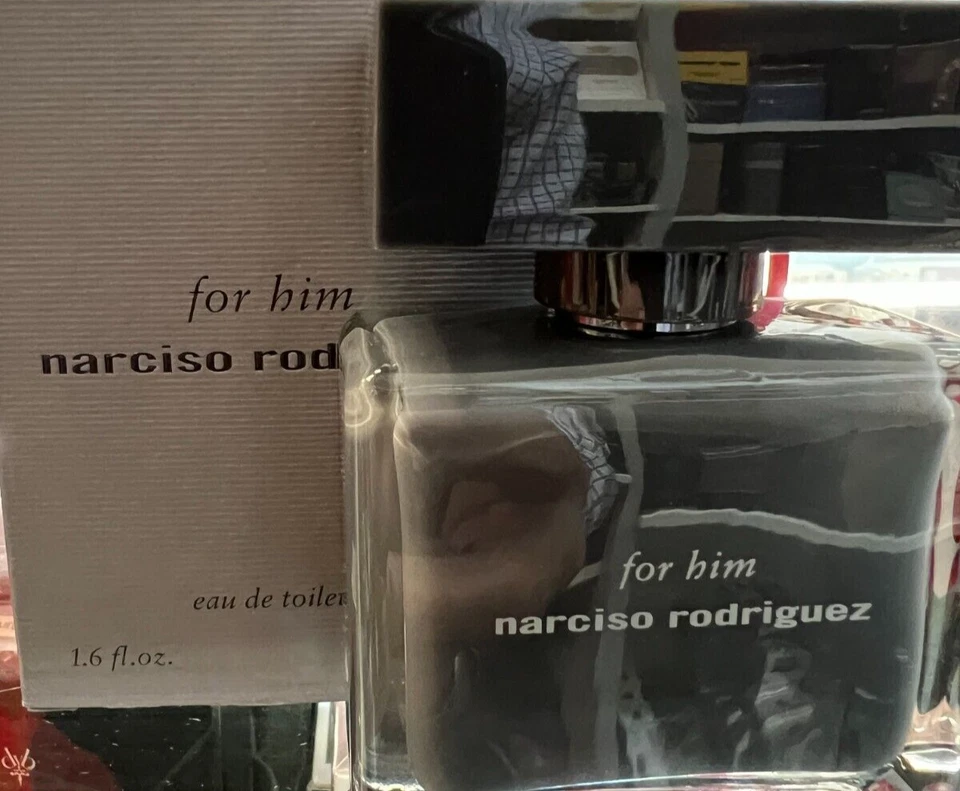 for him
narciso rod
eau de toilet
1.6 fl.oz.
for him
narciso rodriguez